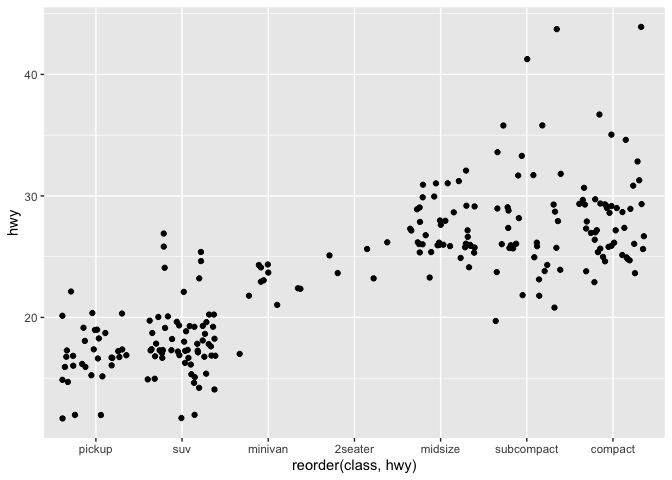 40
30
20
hwy
pickup suv minivan 2seater midsize subcompact compact
reorder(class, hwy)